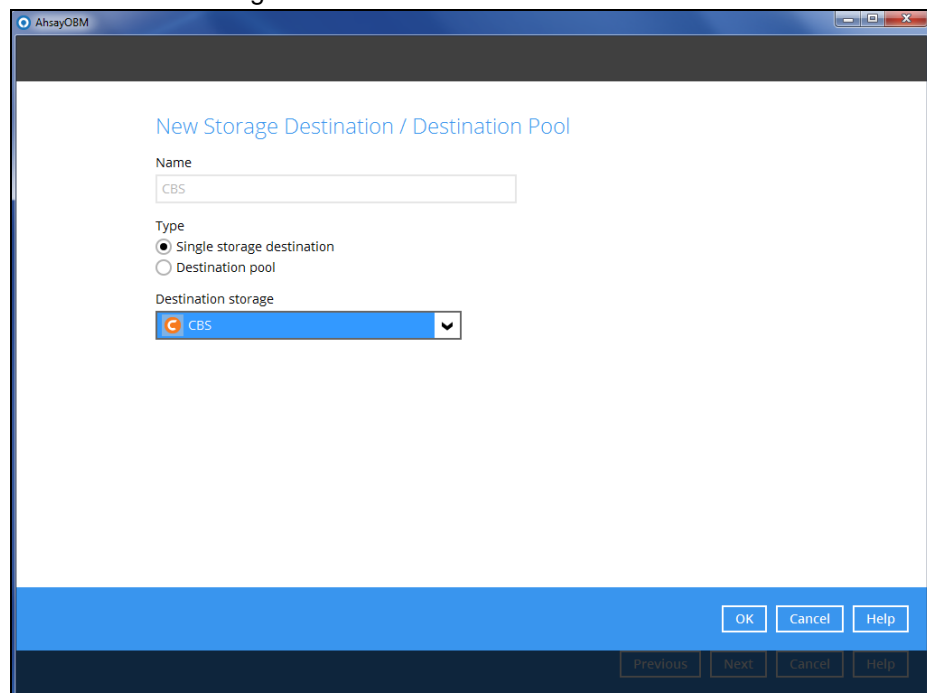 AhsayOBM
New Storage Destination / Destination Pool
Name
CBS
Type
Single storage destination
Destination pool
Destination storage
CBS
OK Cancel Help
Previous Next Cancel Help